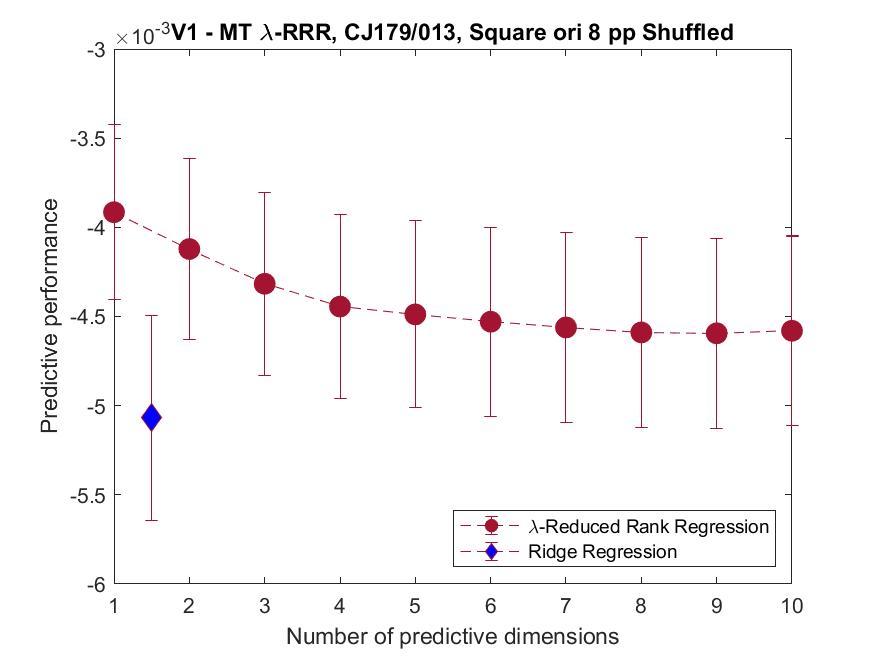 ×10-3
V1 - MT λ-RRR, CJ179/013, Square ori 8 pp Shuffled
-3
-3.5
-4
-4.5
-5
-5.5
-6
Predictive performance
1 2 3 4 5 6 7 8 9 10
Number of predictive dimensions
λ-Reduced Rank Regression
Ridge Regression